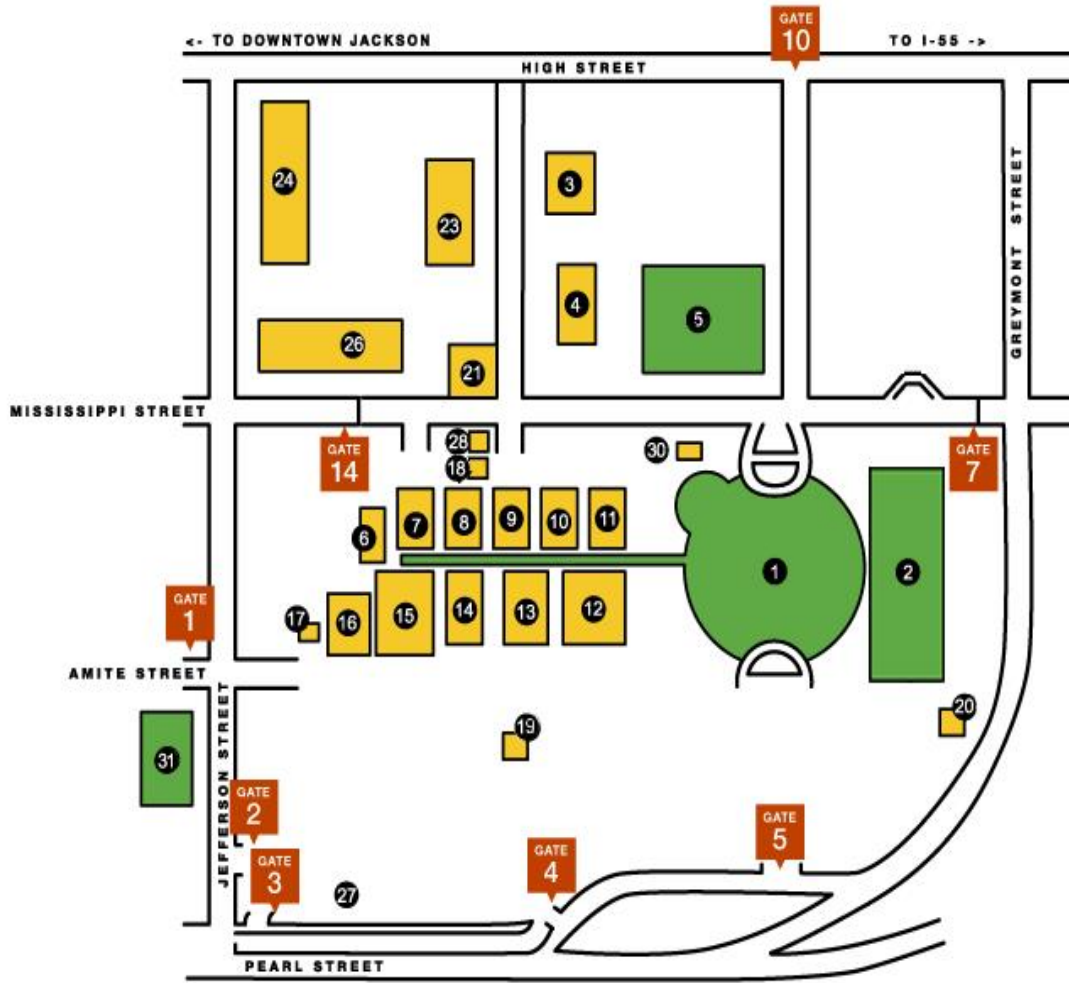 <- TO DOWNTOWN JACKSON
GATE
10
TO I-55 ->
HIGH STREET
24
3
23
GREYMONT STREET
4
5
26
21
MISSISSIPPI STREET
GATE
14
28
18
30
GATE
7
6
7
8
9
10
11
1
2
GATE
1
17
16
15
14
13
12
AMITE STREET
JEFFERSON STREET
31
19
20
GATE
2
GATE
3
27
GATE
4
GATE
5
PEARL STREET